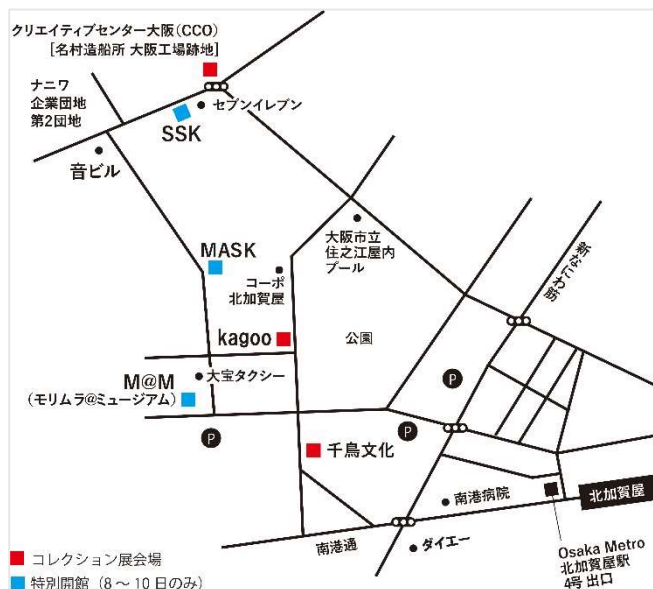 クリエイティブセンター大阪(CCO)
[名村造船所 大阪工場跡地]
ナニワ
企業団地
第2団地
セブンイレブン
SSK
音ビル
大阪市立
住之江屋内
プール
新なにわ筋
MASK
コーポ
北加賀屋
kagoo
公園
M@M
(モリムラ@ミュージアム)
大宝タクシー
P
P
P
千鳥文化
南港病院
北加賀屋
南港通
ダイエー
Osaka Metro
北加賀屋駅
4号 出口
コレクション展会場
特別開館（8～10日のみ）